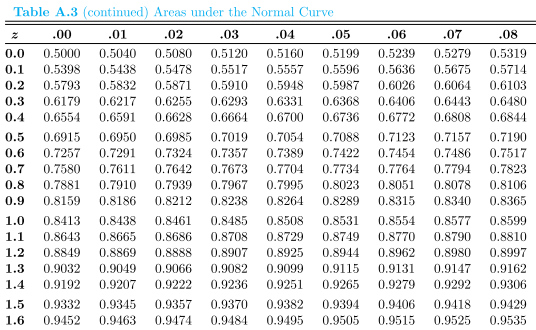 Table A.3 (continued) Areas under the Normal Curve
z .00 .01 .02 .03 .04 .05 .06 .07 .08
0.0 0.5000 0.5040 0.5080 0.5120 0.5160 0.5199 0.5239 0.5279 0.5319
0.1 0.5398 0.5438 0.5478 0.5517 0.5557 0.5596 0.5636 0.5675 0.5714
0.2 0.5793 0.5832 0.5871 0.5910 0.5948 0.5987 0.6026 0.6064 0.6103
0.3 0.6179 0.6217 0.6255 0.6293 0.6331 0.6368 0.6406 0.6443 0.6480
0.4 0.6554 0.6591 0.6628 0.6664 0.6700 0.6736 0.6772 0.6808 0.6844
0.5 0.6915 0.6950 0.6985 0.7019 0.7054 0.7088 0.7123 0.7157 0.7190
0.6 0.7257 0.7291 0.7324 0.7357 0.7389 0.7422 0.7454 0.7486 0.7517
0.7 0.7580 0.7611 0.7642 0.7673 0.7704 0.7734 0.7764 0.7794 0.7823
0.8 0.7881 0.7910 0.7939 0.7967 0.7995 0.8023 0.8051 0.8078 0.8106
0.9 0.8159 0.8186 0.8212 0.8238 0.8264 0.8289 0.8315 0.8340 0.8365
1.0 0.8413 0.8438 0.8461 0.8485 0.8508 0.8531 0.8554 0.8577 0.8599
1.1 0.8643 0.8665 0.8686 0.8708 0.8729 0.8749 0.8770 0.8790 0.8810
1.2 0.8849 0.8869 0.8888 0.8907 0.8925 0.8944 0.8962 0.8980 0.8997
1.3 0.9032 0.9049 0.9066 0.9082 0.9099 0.9115 0.9131 0.9147 0.9162
1.4 0.9192 0.9207 0.9222 0.9236 0.9251 0.9265 0.9279 0.9292 0.9306
1.5 0.9332 0.9345 0.9357 0.9370 0.9382 0.9394 0.9406 0.9418 0.9429
1.6 0.9452 0.9463 0.9474 0.9484 0.9495 0.9505 0.9515 0.9525 0.9535